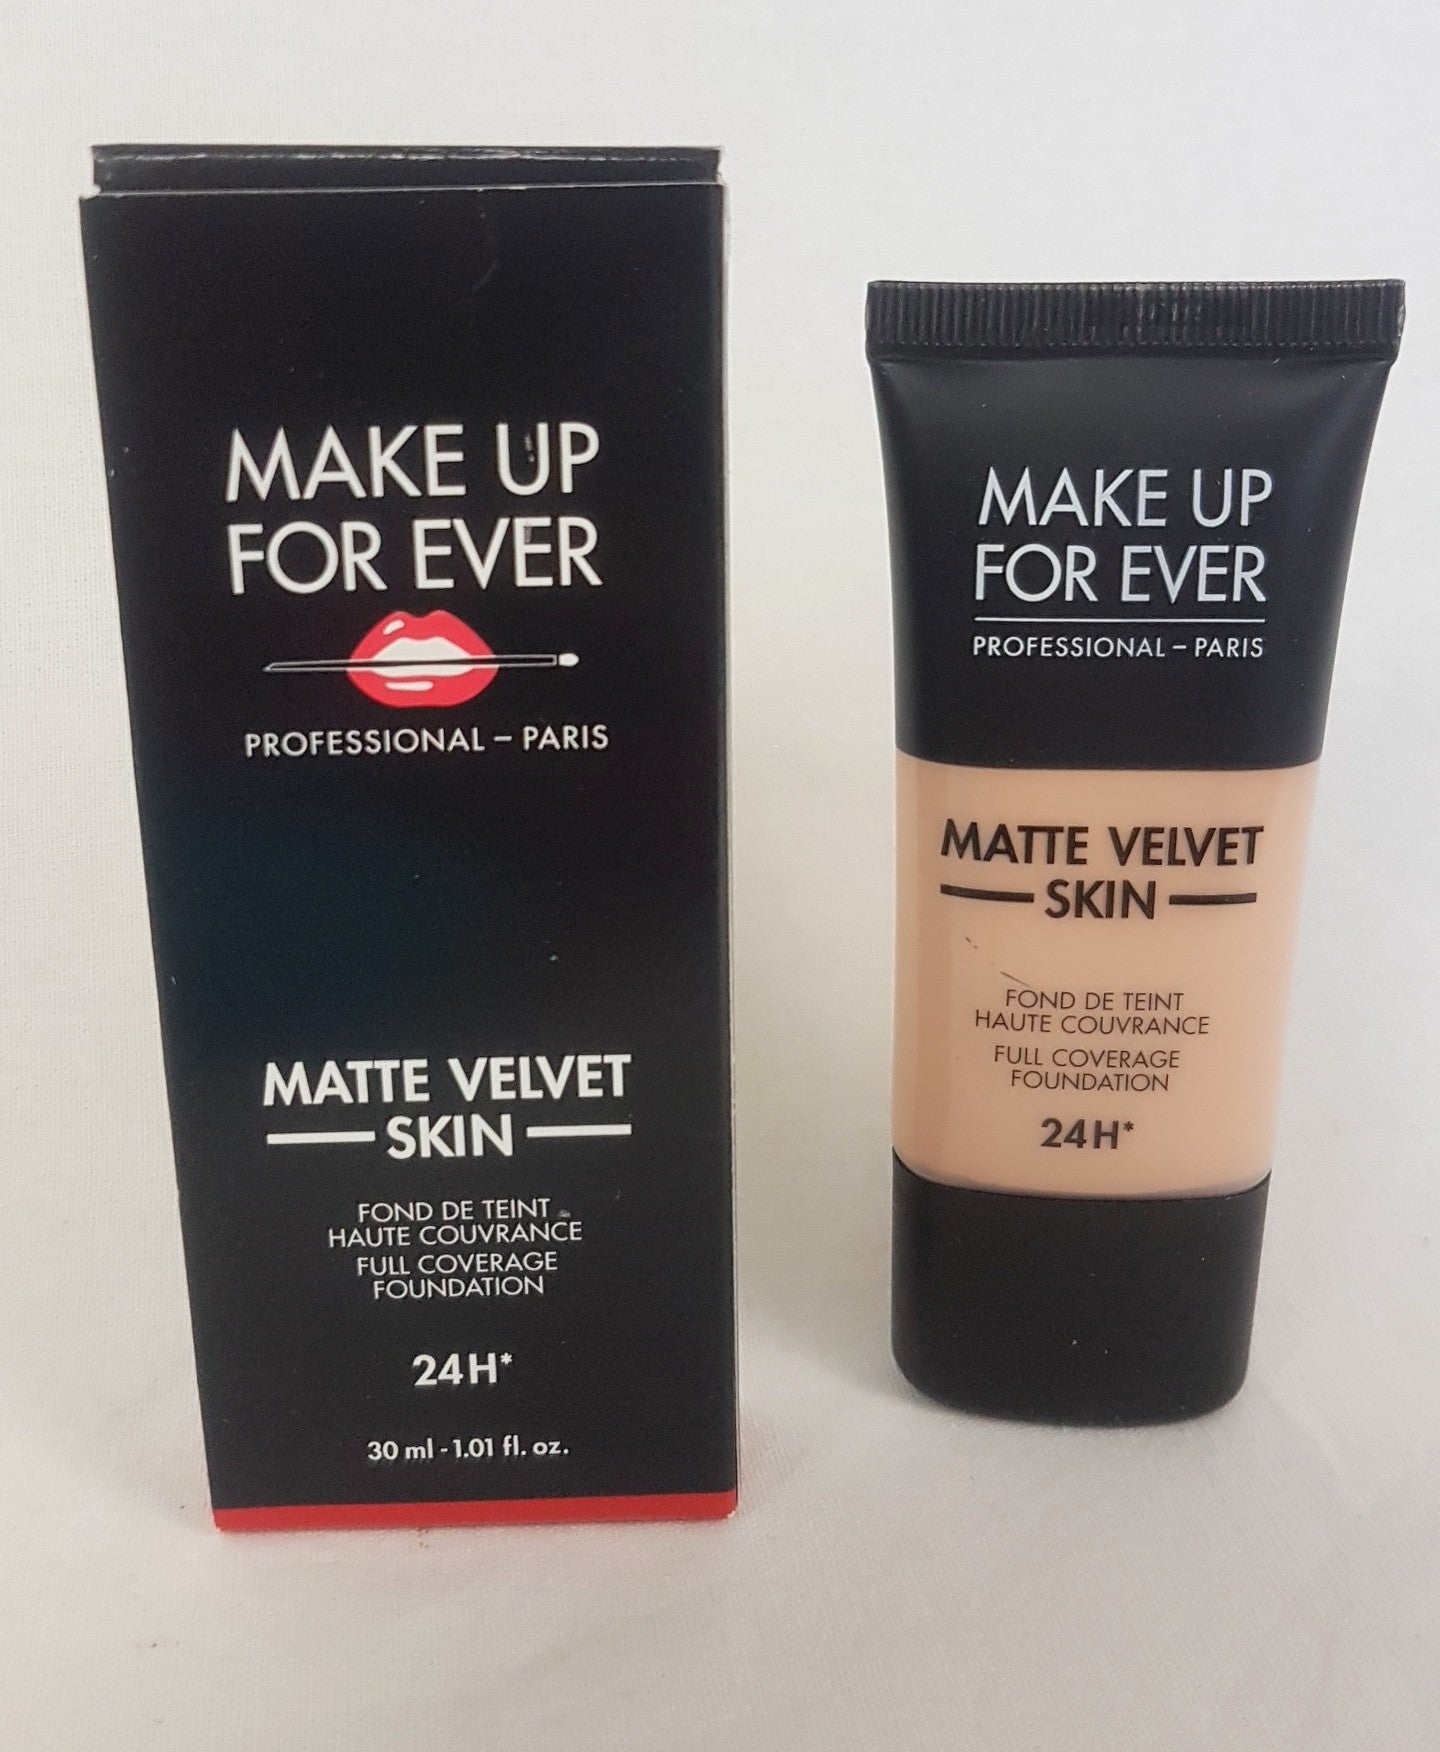 MAKE UP
FOR EVER
PROFESSIONAL – PARIS
MATTE VELVET
SKIN
FOND DE TEINT
HAUTE COUVRANCE
FULL COVERAGE
FOUNDATION
24H*
30 ml - 1.01 fl. oz.
MAKE UP
FOR EVER
PROFESSIONAL – PARIS
MATTE VELVET
SKIN
FOND DE TEINT
HAUTE COUVRANCE
FULL COVERAGE
FOUNDATION
24H*